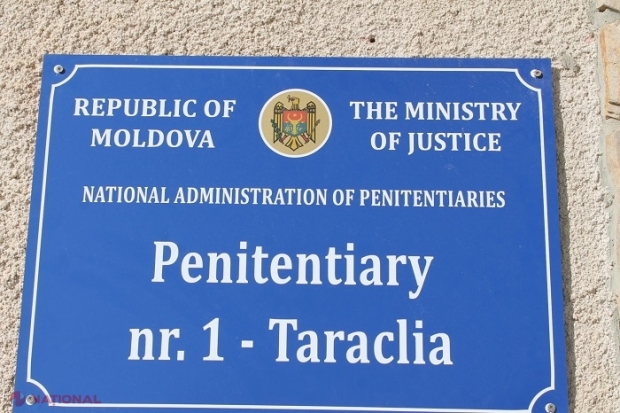 REPUBLIC OF
MOLDOVA
THE MINISTRY
OF JUSTICE
NATIONAL ADMINISTRATION OF PENITENTIARIES
Penitentiary
nr. 1 - Taraclia
NATIONAL